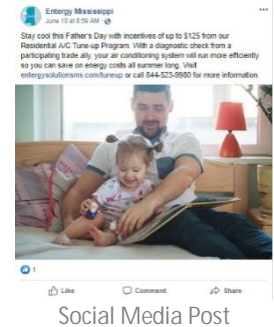 Entergy Mississippi
June 10 at 8:59 AM
Stay cool this Father's Day with incentives of up to $125 from our
Residential A/C Tune-up Program. With a diagnostic check from a
participating trade ally, your air conditioning system will run more efficiently
so you can save on energy costs all summer long. Visit
entergysolutionsms.com/tuneup or call 844-523-9980 for more information.
1
Like Comment Share
Social Media Post